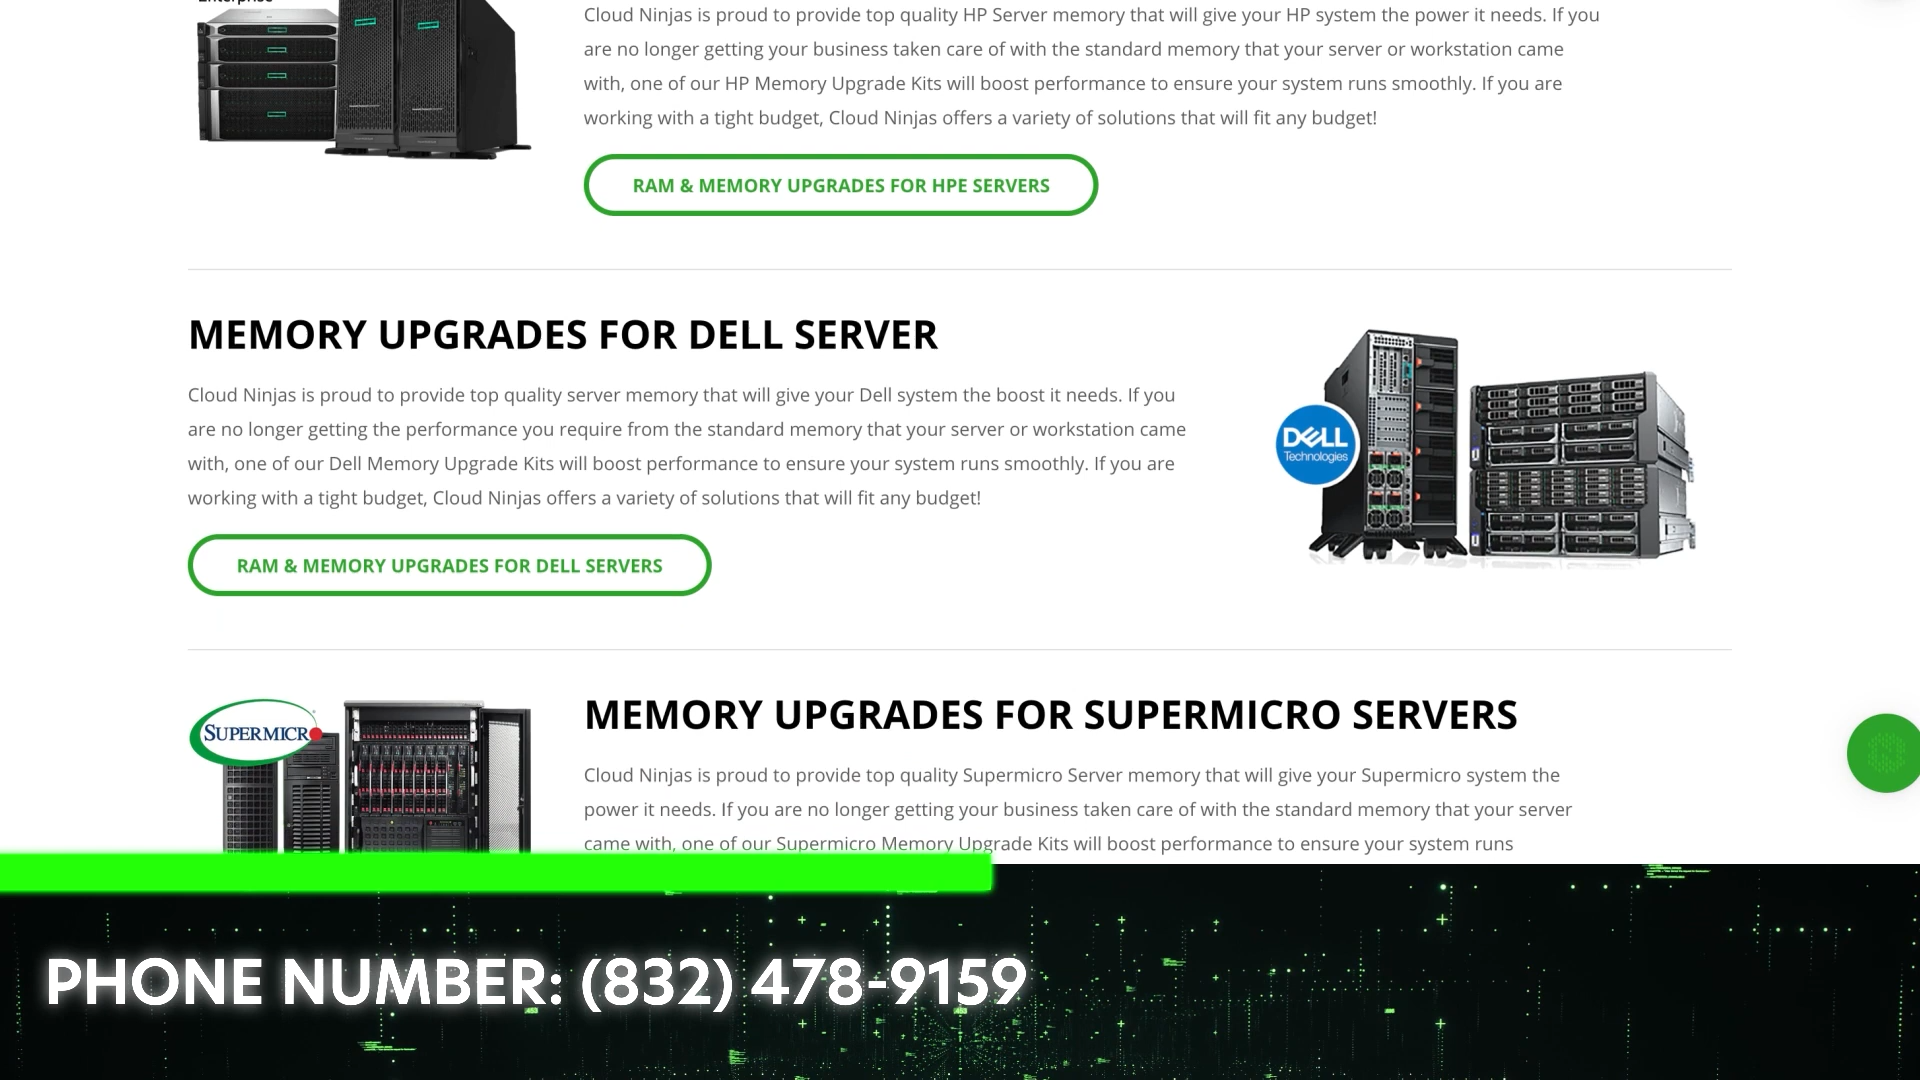 Cloud Ninjas is proud to provide top quality HP Server memory that will give your HP system the power it needs. If you
are no longer getting your business taken care of with the standard memory that your server or workstation came
with, one of our HP Memory Upgrade Kits will boost performance to ensure your system runs smoothly. If you are
working with a tight budget, Cloud Ninjas offers a variety of solutions that will fit any budget!
RAM & MEMORY UPGRADES FOR HPE SERVERS
MEMORY UPGRADES FOR DELL SERVER
Cloud Ninjas is proud to provide top quality server memory that will give your Dell system the boost it needs. If you
are no longer getting the performance you require from the standard memory that your server or workstation came
with, one of our Dell Memory Upgrade Kits will boost performance to ensure your system runs smoothly. If you are
working with a tight budget, Cloud Ninjas offers a variety of solutions that will fit any budget!
RAM & MEMORY UPGRADES FOR DELL SERVERS
DELL
Technologies
SUPERMICRO
MEMORY UPGRADES FOR SUPERMICRO SERVERS
Cloud Ninjas is proud to provide top quality Supermicro Server memory that will give your Supermicro system the
power it needs. If you are no longer getting your business taken care of with the standard memory that your server
came with, one of our Supermicro Memory Upgrade Kits will boost performance to ensure your system runs
PHONE NUMBER: (832) 478-9159